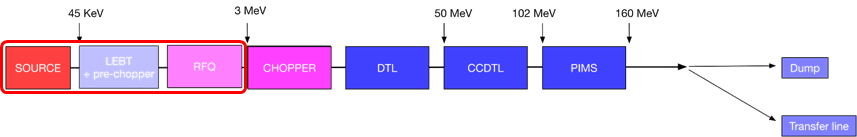 45 KeV
3 MeV
50 MeV
102 MeV
160 MeV
SOURCE
LEBT
+ pre-chopper
RFQ
CHOPPER
DTL
CCDTL
PIMS
Dump
Transfer line